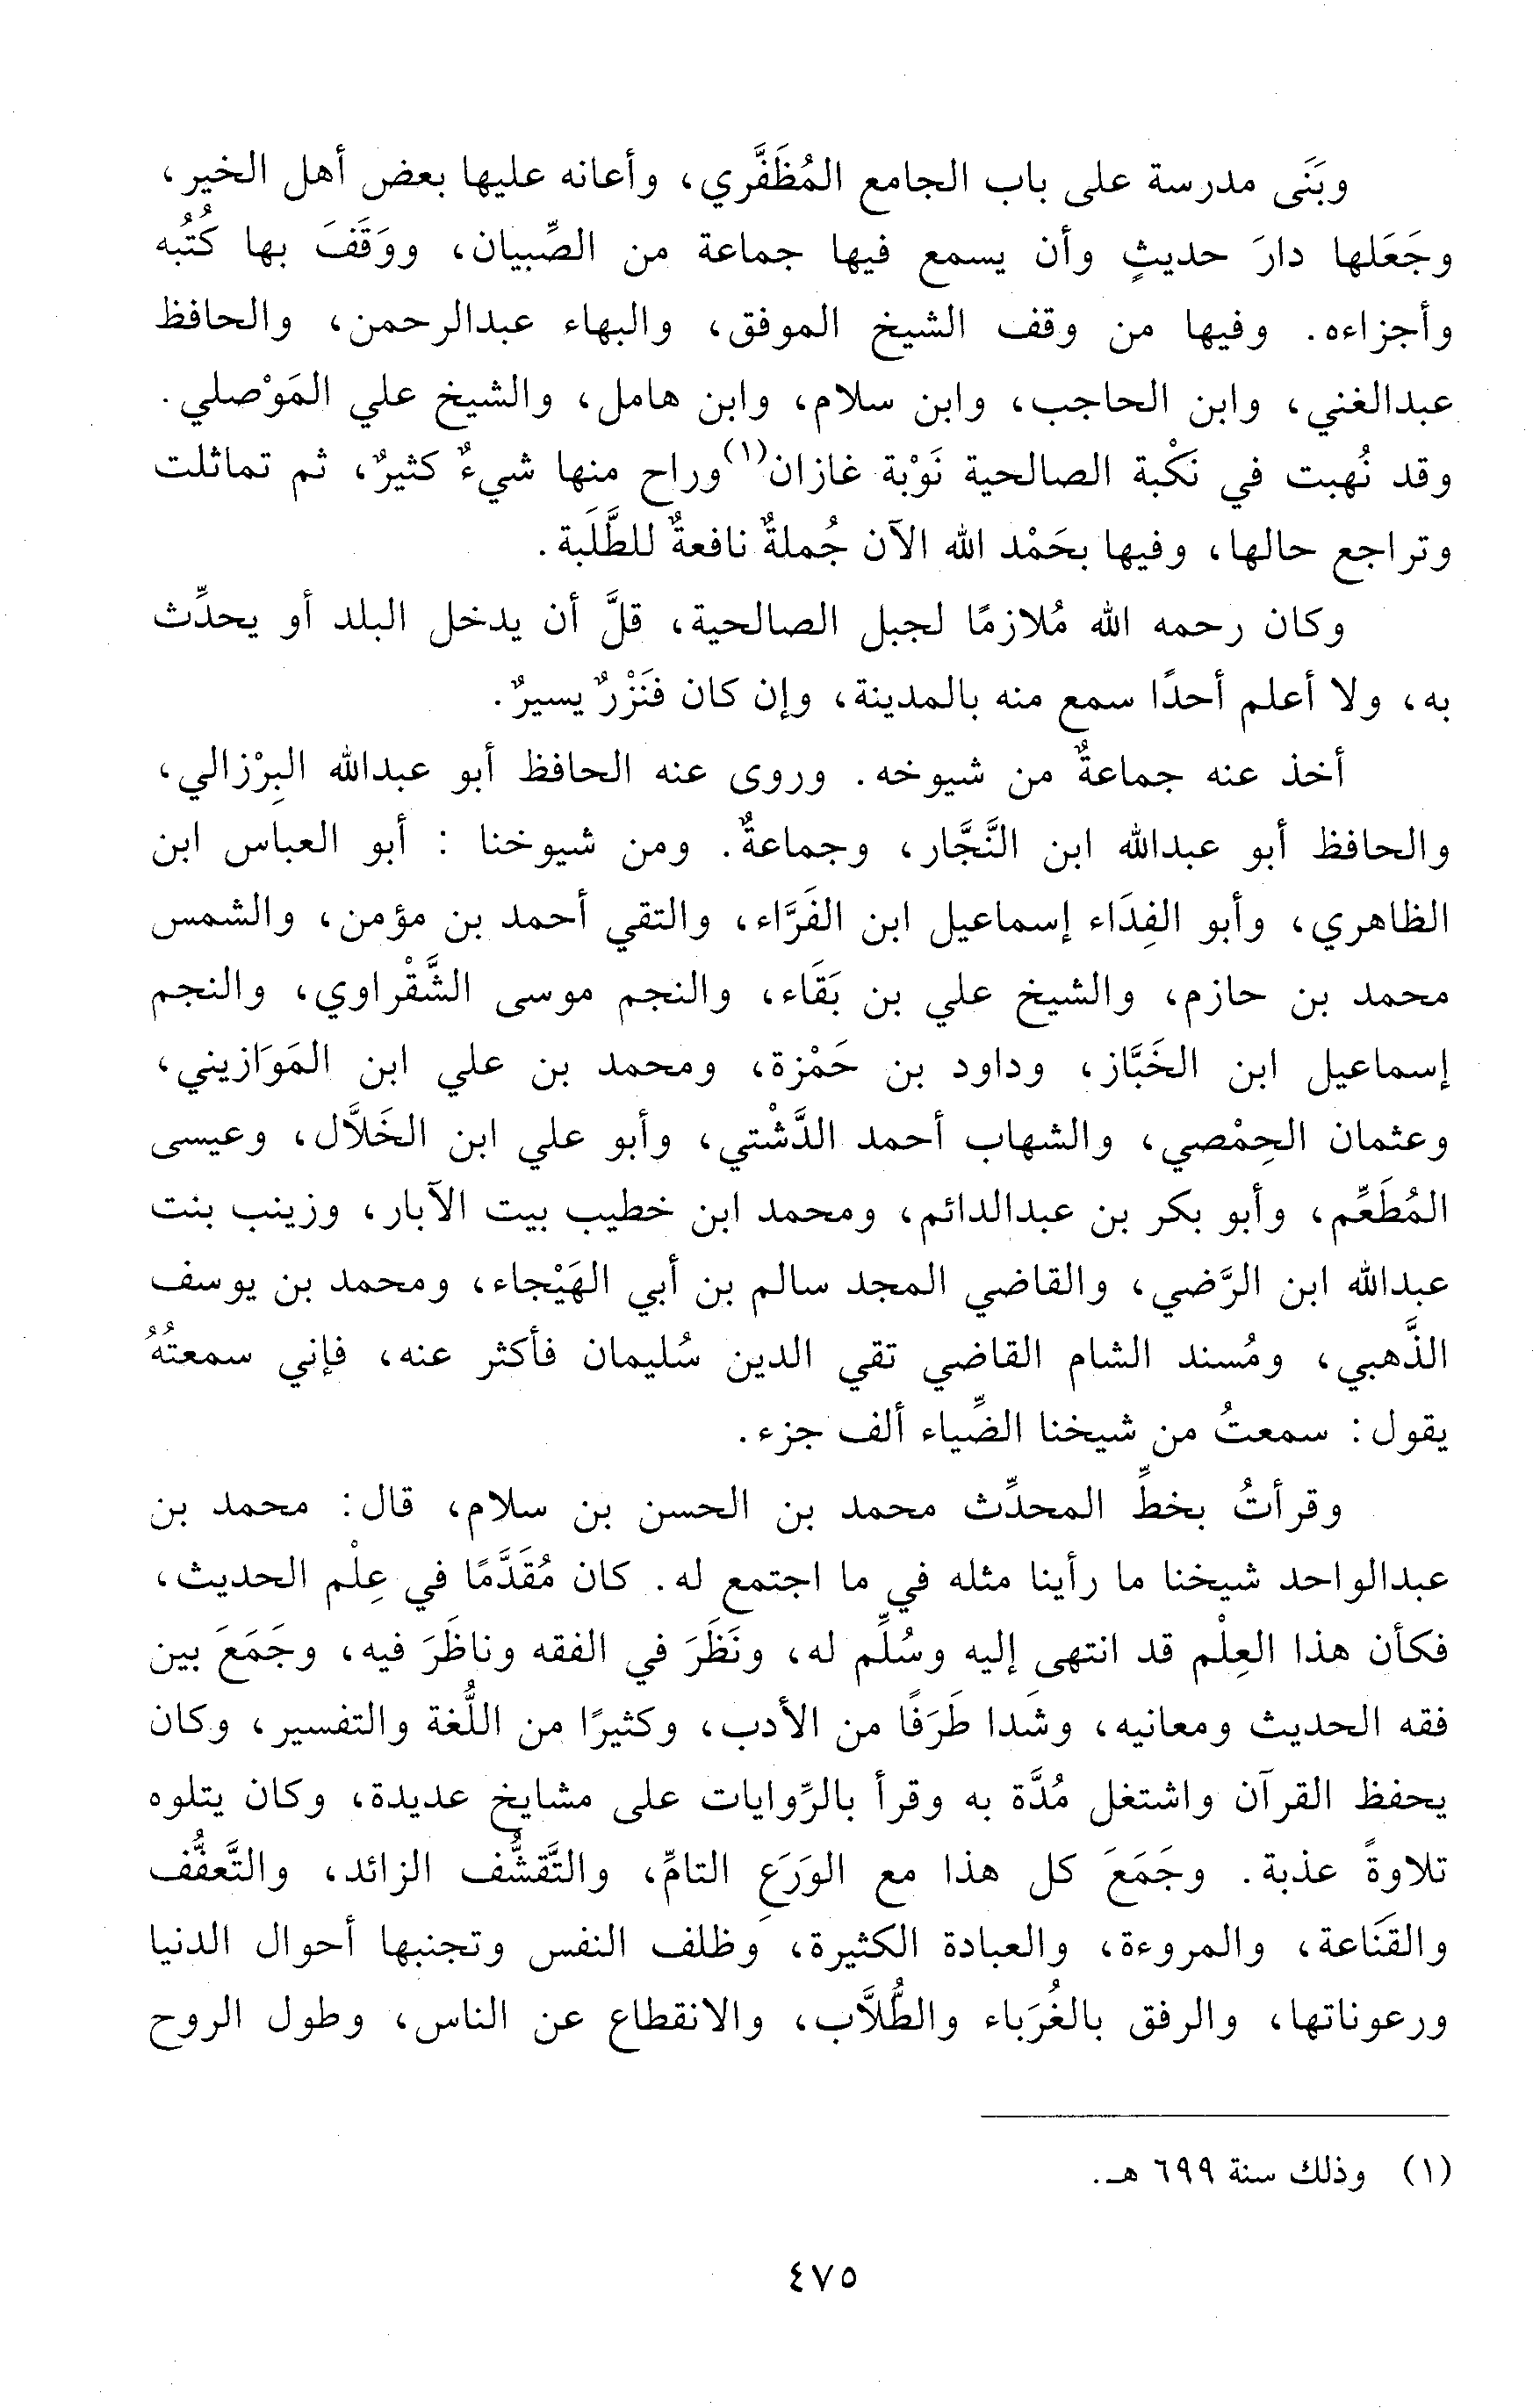 وبَنَى مدرسة على باب الجامع المُظَفَّري، وأعانه عليها بعض أهل الخير،
وجَعَلها دارَ حديثٍ وأن يسمع فيها جماعة من الصِّبيان، ووَقَفَ بها كُتُبه
وأجزاءه. وفيها من وقف الشيخ الموفق، والبهاء عبدالرحمن، والحافظ
عبدالغني، وابن الحاجب، وابن سلام، وابن هامل، والشيخ علي المَوْصلي.
وقد نُهبت في نَكْبة الصالحية نَوْبة غازان(١) وراح منها شيءٌ كثيرٌ، ثم تماثلت
وتراجع حالها، وفيها بحَمْد الله الآن جُملةٌ نافعةٌ للطَّلَبة.
وكان رحمه الله مُلازمًا لجبل الصالحية، قلَّ أن يدخل البلد أو يحدِّث
به، ولا أعلم أحدًا سمع منه بالمدينة، وإن كان فنَزْرٌ يسيرٌ.
أخذ عنه جماعةٌ من شيوخه. وروى عنه الحافظ أبو عبدالله البِرْزالي،
والحافظ أبو عبدالله ابن النَّجَّار، وجماعةٌ. ومن شيوخنا : أبو العباس ابن
الظاهري، وأبو الفِدَاء إسماعيل ابن الفَرَّاء، والتقي أحمد بن مؤمن، والشمس
محمد بن حازم، والشيخ علي بن بَقَاء، والنجم موسى الشَّقْراوي، والنجم
إسماعيل ابن الخَبَّاز، وداود بن حَمْزة، ومحمد بن علي ابن المَوَازيني،
وعثمان الحِمْصي، والشهاب أحمد الدَّشْتي، وأبو علي ابن الخَلاَّل، وعيسى
المُطَعِّم، وأبو بكر بن عبدالدائم، ومحمد ابن خطيب بيت الآبار، وزينب بنت
عبدالله ابن الرَّضي، والقاضي المجد سالم بن أبي الهَيْجاء، ومحمد بن يوسف
الذَّهبي، ومُسند الشام القاضي تقي الدين سُليمان فأكثر عنه، فإني سمعتُهُ
يقول: سمعتُ من شيخنا الضِّياء ألف جزء.
وقرأتُ بخطِّ المحدِّث محمد بن الحسن بن سلام، قال: محمد بن
عبدالواحد شيخنا ما رأينا مثله في ما اجتمع له. كان مُقَدَّمًا في عِلْم الحديث،
فكأن هذا العِلْم قد انتهى إليه وسُلِّم له، ونَظَرَ في الفقه وناظَرَ فيه، وجَمَعَ بين
فقه الحديث ومعانيه، وشَدا طَرَفًا من الأدب، وكثيرًا من اللُّغة والتفسير، وكان
يحفظ القرآن واشتغل مُدَّة به وقرأ بالرِّوايات على مشايخ عديدة، وكان يتلوه
تلاوةً عذبة. وجَمَعَ كل هذا مع الوَرَعِ التامِّ، والتَّقشُّف الزائد، والتَّعفُّف
والقَناعة، والمروءة، والعبادة الكثيرة، وظلف النفس وتجنبها أحوال الدنيا
ورعوناتها، والرفق بالغُرَباء والطُّلاَّب، والانقطاع عن الناس، وطول الروح
(١) وذلك سنة ٦٩٩ هـ.
٤٧٥